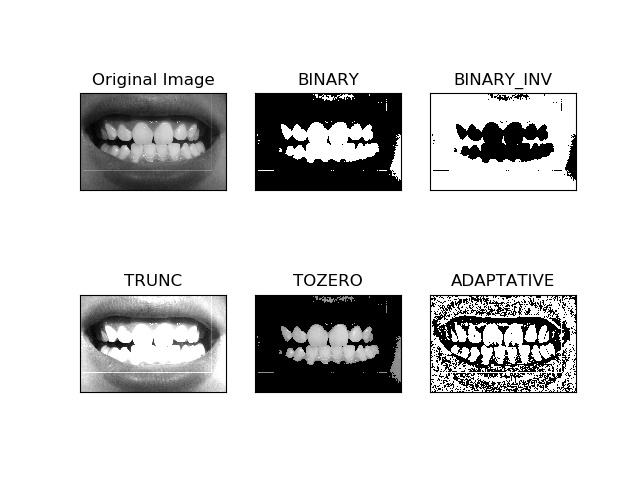 Original Image
BINARY
BINARY_INV
TRUNC
TOZERO
ADAPTATIVE